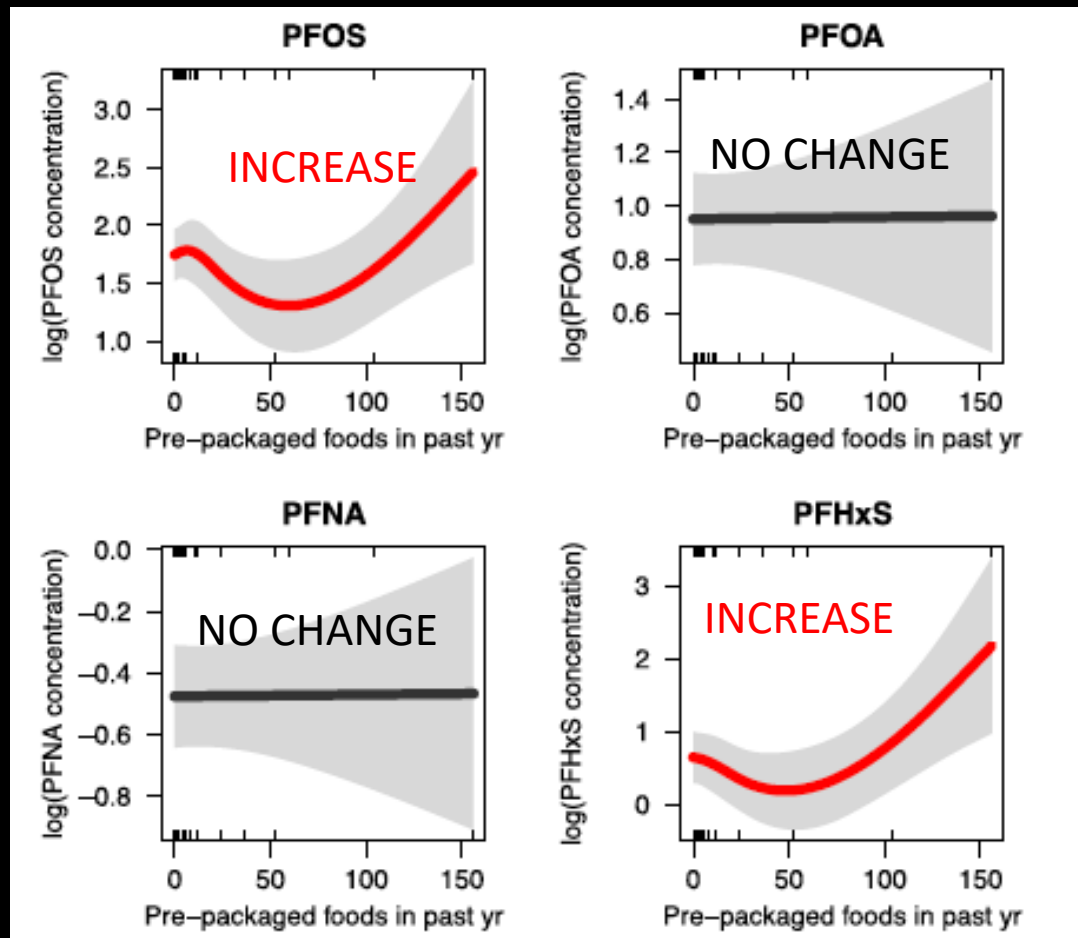 PFOS
log(PFOS concentration)
3.0
2.5
2.0
1.5
1.0
INCREASE
0 50 100 150
Pre-packaged foods in past yr
PFOA
log(PFOA concentration)
1.4
1.2
1.0
0.8
0.6
NO CHANGE
0 50 100 150
Pre-packaged foods in past yr
PFNA
log(PFNA concentration)
0.0
−0.2
−0.4
−0.6
−0.8
NO CHANGE
0 50 100 150
Pre-packaged foods in past yr
PFHxS
log(PFHxS concentration)
3
2
1
0
INCREASE
0 50 100 150
Pre-packaged foods in past yr